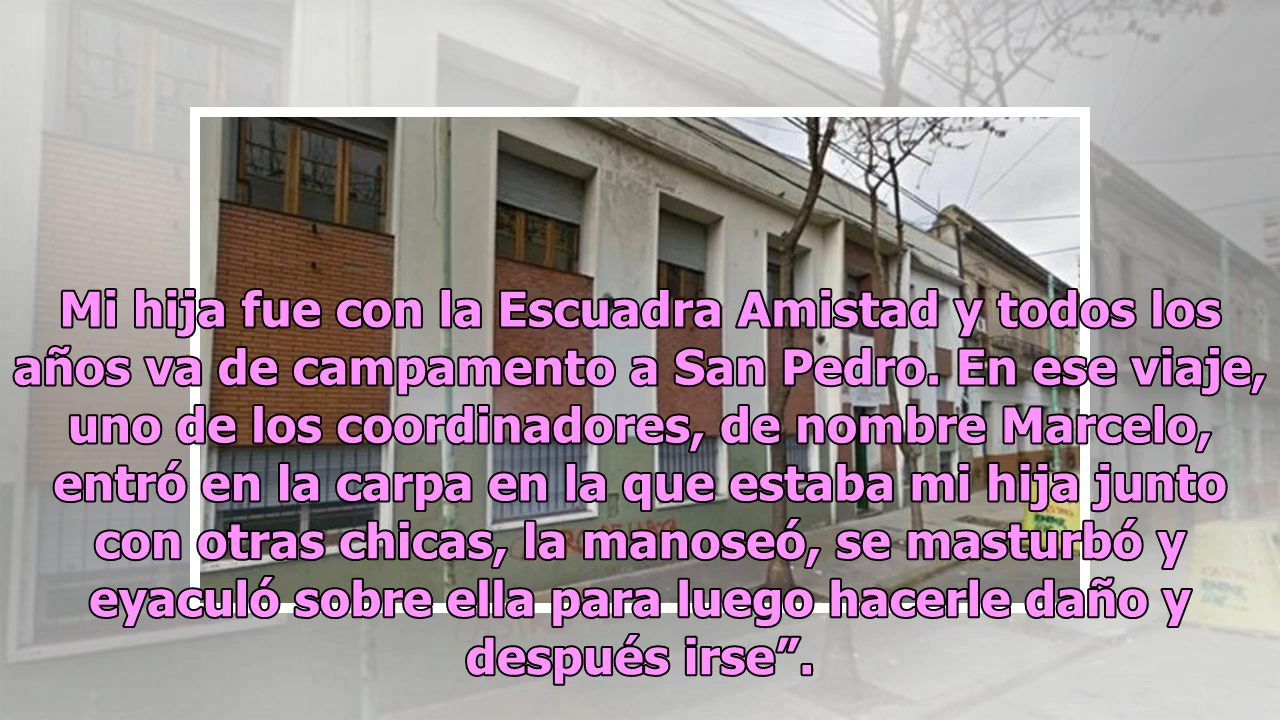 Mi hija fue con la Escuadra Amistad y todos los
años va de campamento a San Pedro. En ese viaje,
uno de los coordinadores, de nombre Marcelo,
entró en la carpa en la que estaba mi hija junto
con otras chicas, la manoseó, se masturbó y
eyaculó sobre ella para luego hacerle daño y
después irse”.